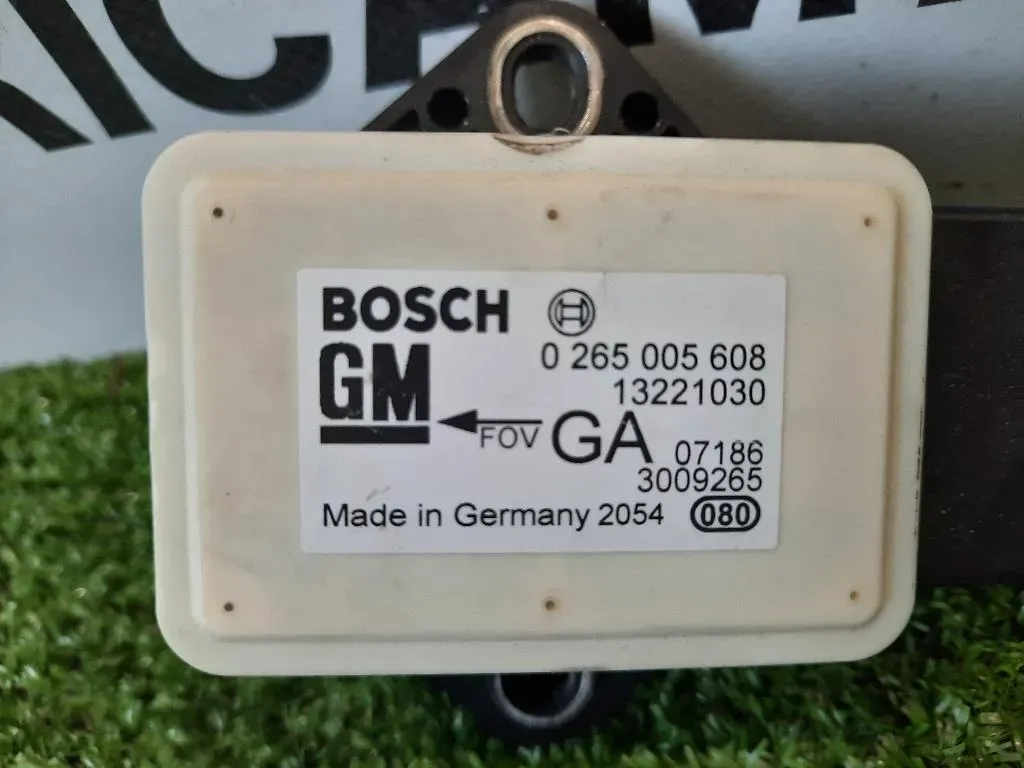 BOSCH
0 265 005 608
GM
13221030
FOV GA 07186
3009265
Made in Germany 2054 080